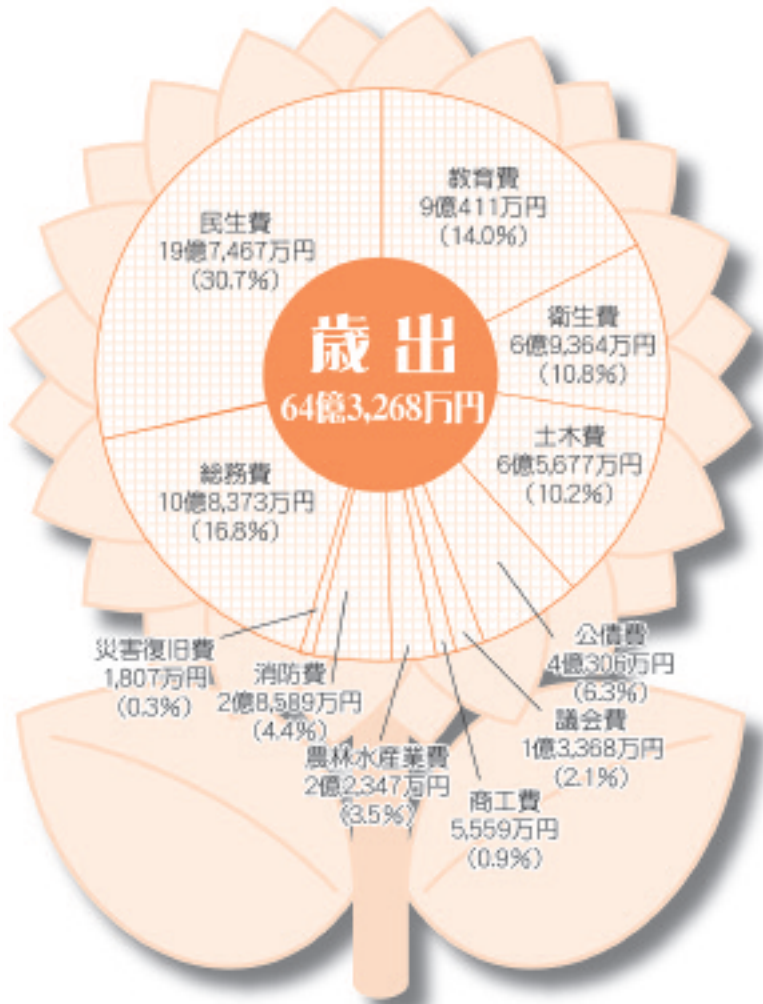 歳出
64億3,268万円
教育費
9億411万円
(14.0%)
衛生費
6億9,364万円
(10.8%)
土木費
6億5,677万円
(10.2%)
公債費
4億306万円
(6.3%)
議会費
1億3,368万円
(2.1%)
商工費
5,559万円
(0.9%)
農林水産業費
2億2,347万円
(3.5%)
消防費
2億8,589万円
(4.4%)
災害復旧費
1,807万円
(0.3%)
総務費
10億8,373万円
(16.8%)
民生費
19億7,467万円
(30.7%)